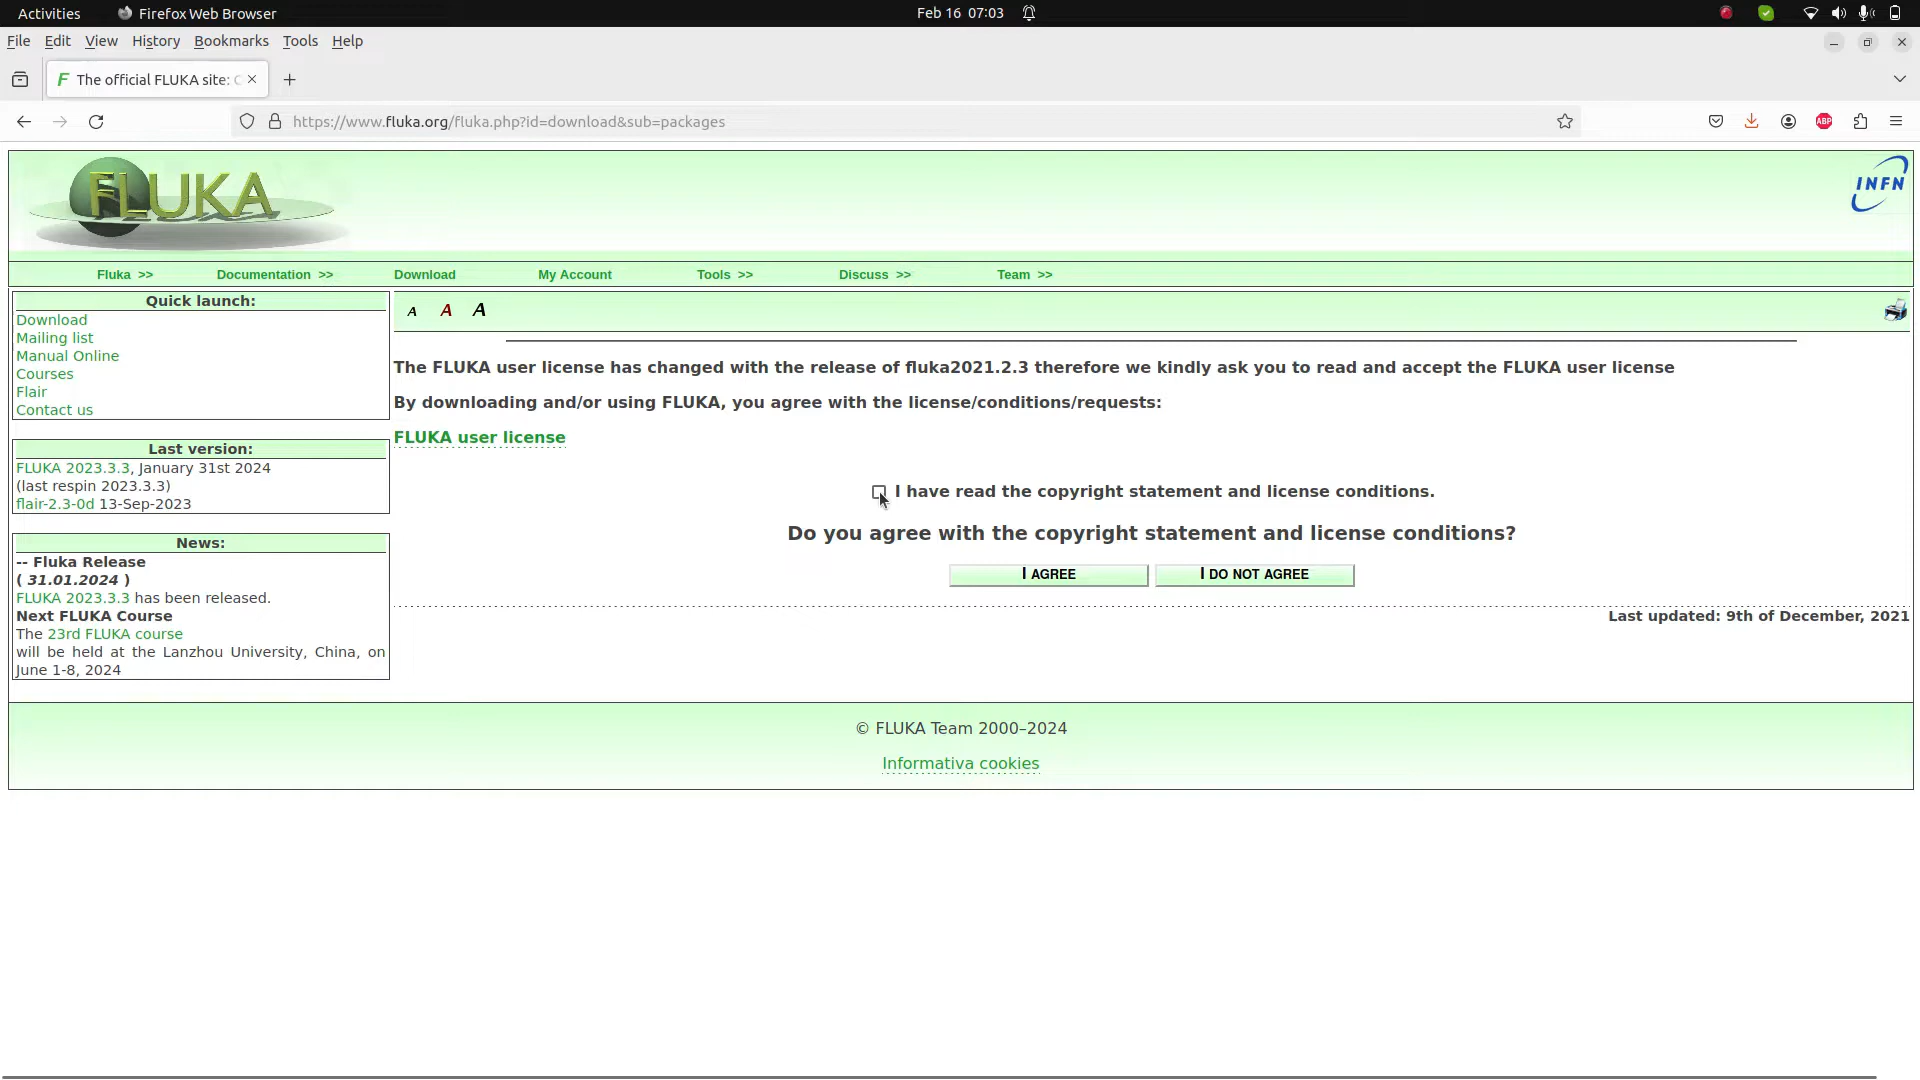 Activities Firefox Web Browser Feb 16 07:03
File Edit View History Bookmarks Tools Help
F The official FLUKA site:
https://www.fluka.org/fluka.php?id=download&sub=packages
ABP
FLUKA
INFN
Fluka >> Documentation >> Download My Account Tools >> Discuss >> Team >>
Quick launch:
Download
Mailing list
Manual Online
Courses
Flair
Contact us
Last version:
FLUKA 2023.3.3, January 31st 2024
(last respin 2023.3.3)
flair-2.3-0d 13-Sep-2023
News:
-- Fluka Release
( 31.01.2024 )
FLUKA 2023.3.3 has been released.
Next FLUKA Course
The 23rd FLUKA course
will be held at the Lanzhou University, China, on
June 1-8, 2024
A A A
The FLUKA user license has changed with the release of fluka2021.2.3 therefore we kindly ask you to read and accept the FLUKA user license
By downloading and/or using FLUKA, you agree with the license/conditions/requests:
FLUKA user license
I have read the copyright statement and license conditions.
Do you agree with the copyright statement and license conditions?
I AGREE I DO NOT AGREE
Last updated: 9th of December, 2021
© FLUKA Team 2000–2024
Informativa cookies